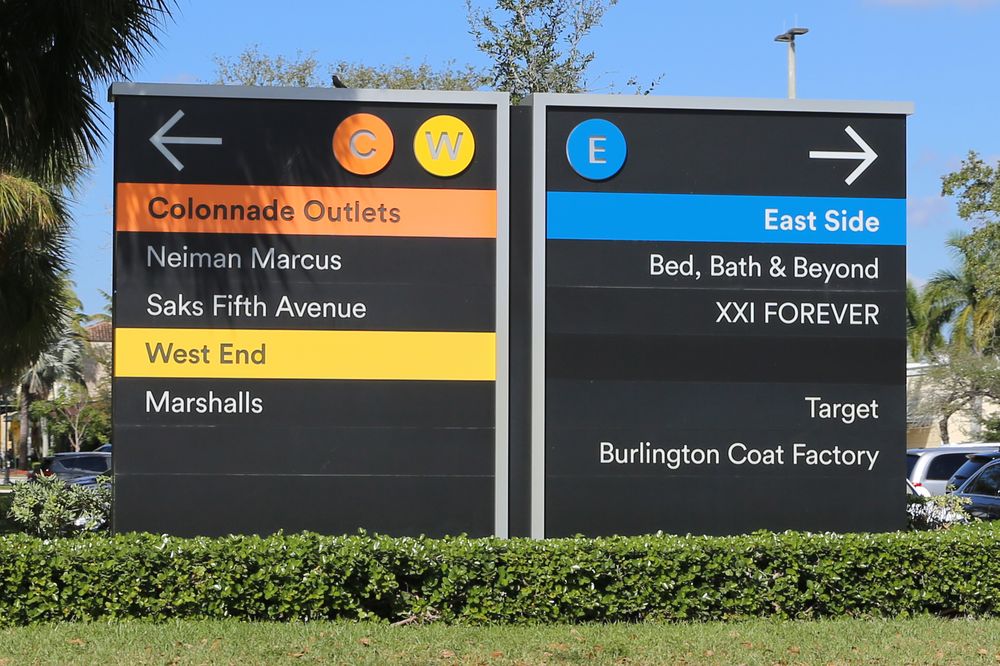 C W
Colonnade Outlets
Neiman Marcus
Saks Fifth Avenue
West End
Marshalls
E
East Side
Bed, Bath & Beyond
XXI FOREVER
Target
Burlington Coat Factory